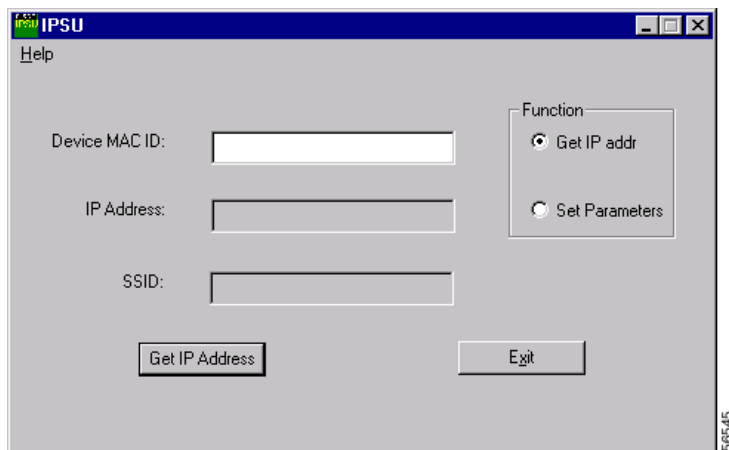 IPSU IPSU
Help
Function
Device MAC ID:
Get IP addr
IP Address:
Set Parameters
SSID:
Get IP Address
Exit
56545